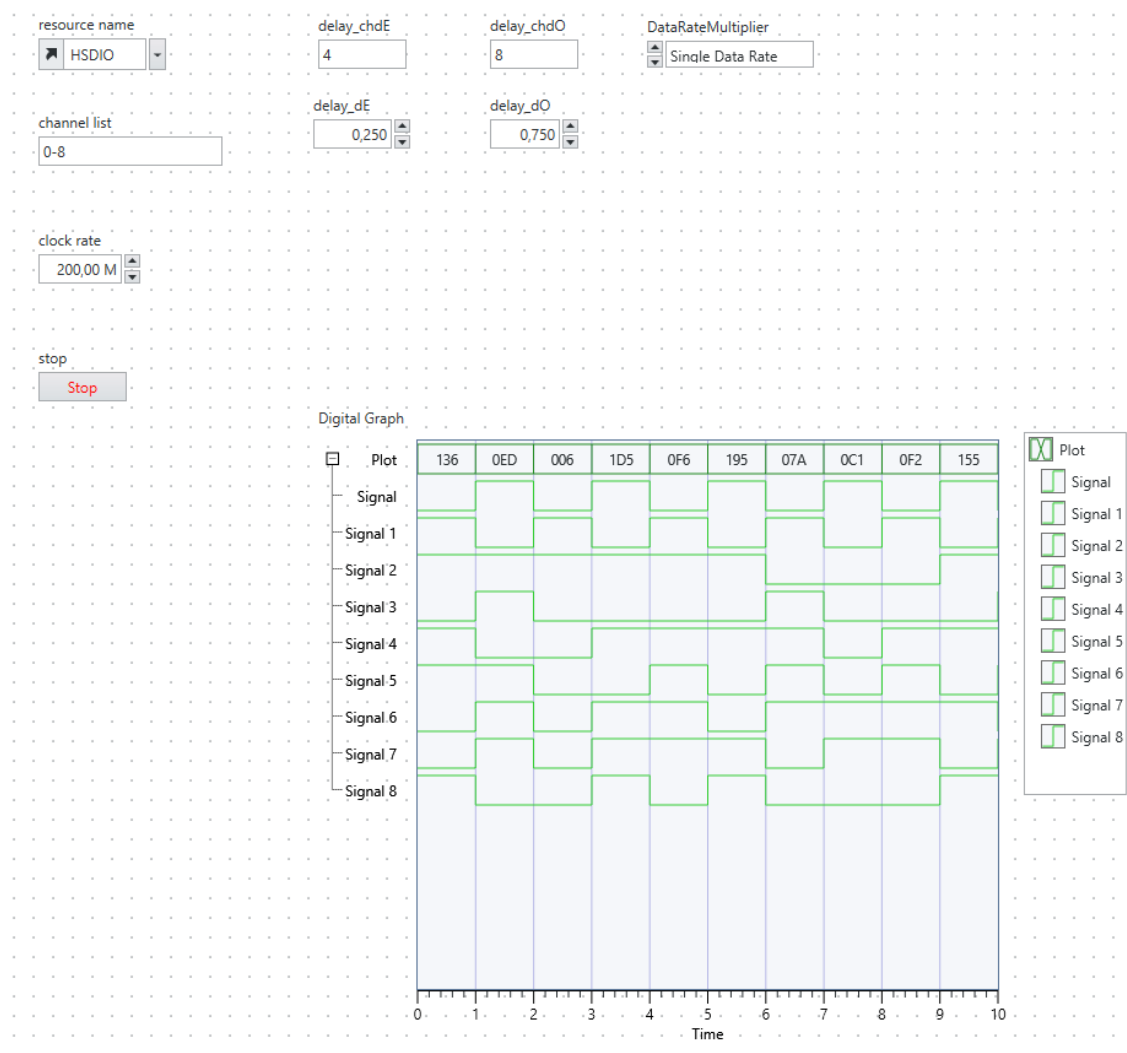 resource name
HSDIO
delay_chdE
4
delay_chdO
8
DataRateMultiplier
Single Data Rate
channel list
0-8
delay_dE
0,250
delay_dO
0,750
clock rate
200,00 M
stop
Stop
Digital Graph
Plot 136 0ED 006 1D5 0F6 195 07A 0C1 0F2 155
Signal
Signal 1
Signal 2
Signal 3
Signal 4
Signal 5
Signal 6
Signal 7
Signal 8
0 1 2 3 4 5 6 7 8 9 10
Time
Plot
Signal
Signal 1
Signal 2
Signal 3
Signal 4
Signal 5
Signal 6
Signal 7
Signal 8